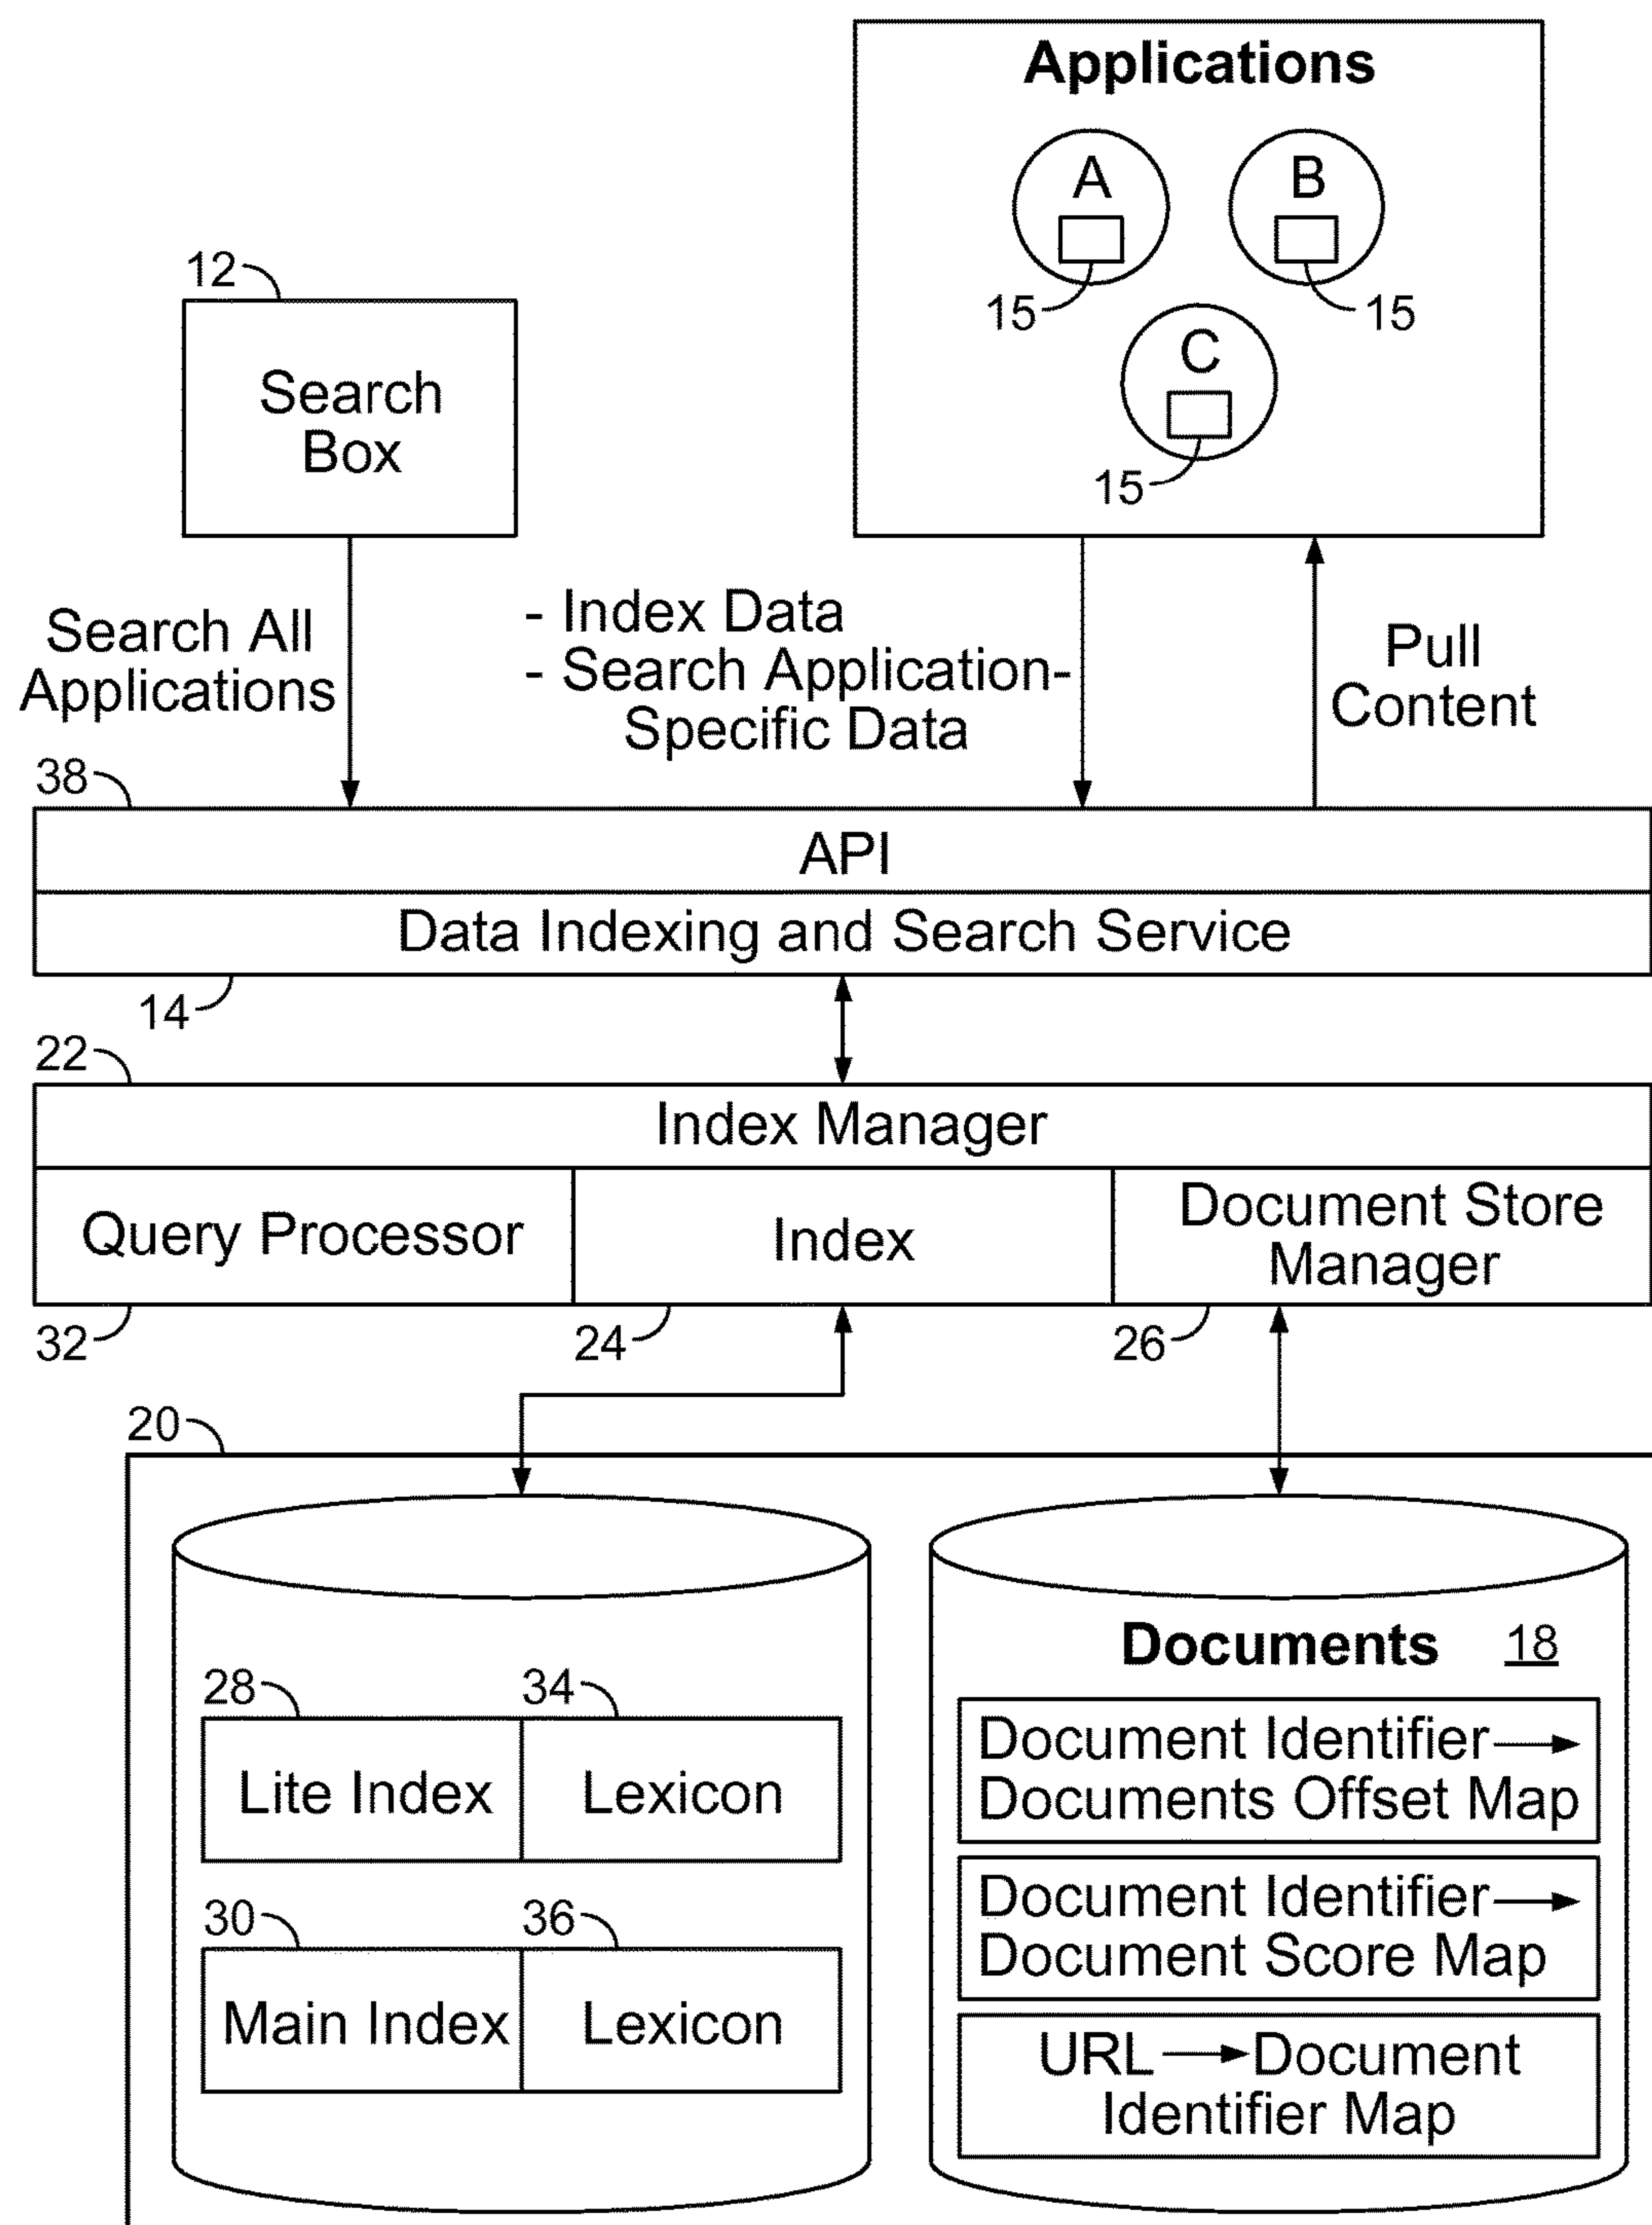 Applications
A
B
15
15
C
15
12
Search
Box
Search All
Applications
- Index Data
- Search Application-
Specific Data
Pull
Content
38
API
Data Indexing and Search Service
14
22
Index Manager
Query Processor
Index
Document Store
Manager
32
24
26
20
28
34
Lite Index
Lexicon
30
36
Main Index
Lexicon
Documents 18
Document Identifier →
Documents Offset Map
Document Identifier →
Document Score Map
URL → Document
Identifier Map